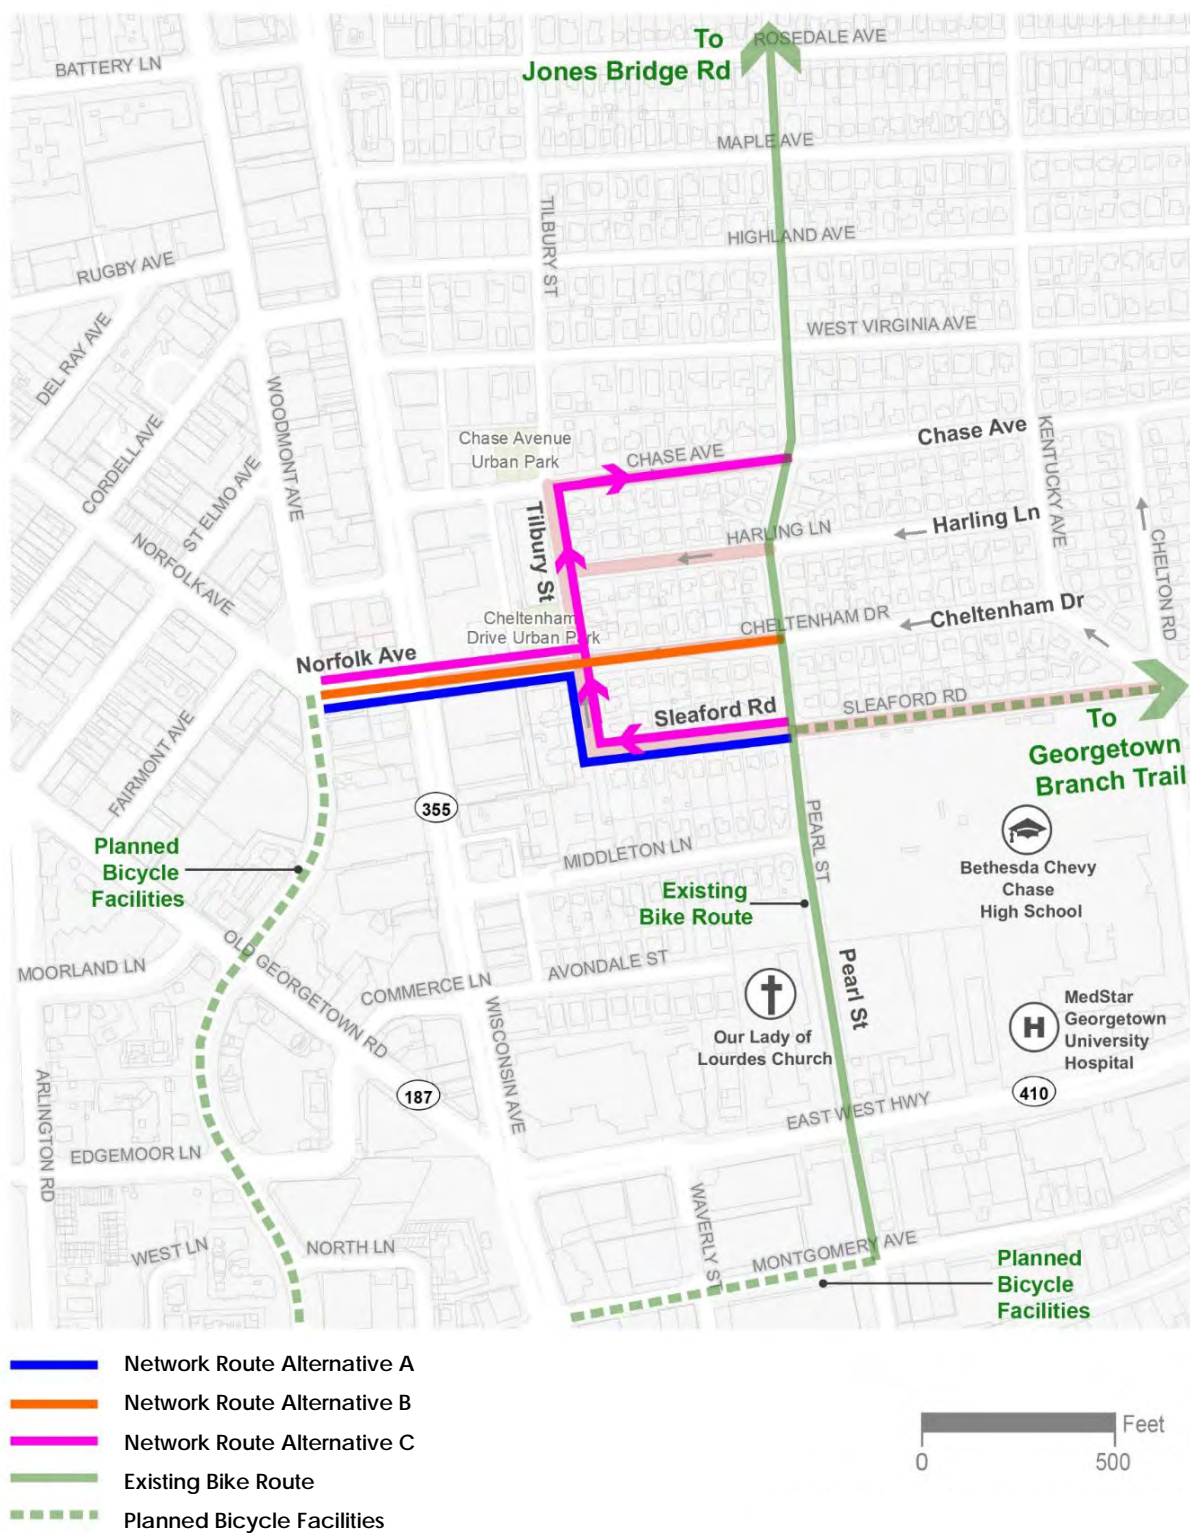 To
Jones Bridge Rd
ROSEDALE AVE
BATTERY LN
MAPLE AVE
TILBURY ST
HIGHLAND AVE
RUGBY AVE
WEST VIRGINIA AVE
DEL RAY AVE
WOODMONT AVE
CORDELL AVE
ST ELMO AVE
NORFOLK AVE
Chase Avenue
Urban Park
CHASE AVE
Chase Ave
KENTUCKY AVE
Tilbury St
HARLING LN
Harling Ln
CHELTON RD
Cheltenham
Drive Urban Park
CHELTENHAM DR
Cheltenham Dr
Norfolk Ave
Sleaford Rd
SLEAFORD RD
To
Georgetown
Branch Trail
FAIRMONT AVE
355
PEARL ST
Planned
Bicycle
Facilities
MIDDLETON LN
Existing
Bike Route
Bethesda Chevy
Chase
High School
OLD GEORGETOWN RD
MOORLAND LN
COMMERCE LN
AVONDALE ST
Pearl St
WISCONSIN AVE
Our Lady of
Lourdes Church
H
MedStar
Georgetown
University
Hospital
ARLINGTON RD
187
410
EAST WEST HWY
EDGEMOOR LN
WAVERLY ST
WEST LN
NORTH LN
MONTGOMERY AVE
Planned
Bicycle
Facilities
Network Route Alternative A
Network Route Alternative B
Network Route Alternative C
Existing Bike Route
Planned Bicycle Facilities
Feet
0 500